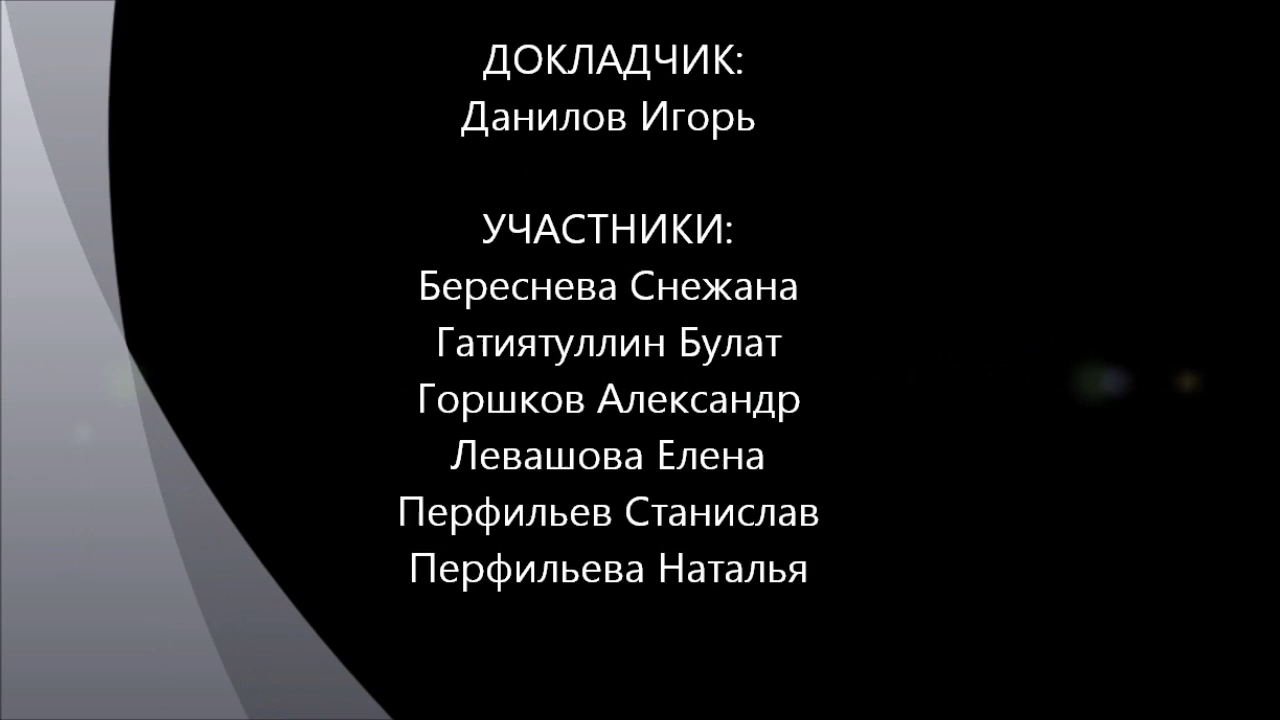 ДОКЛАДЧИК:
Данилов Игорь
УЧАСТНИКИ:
Береснева Снежана
Гатиятуллин Булат
Горшков Александр
Левашова Елена
Перфильев Станислав
Перфильева Наталья